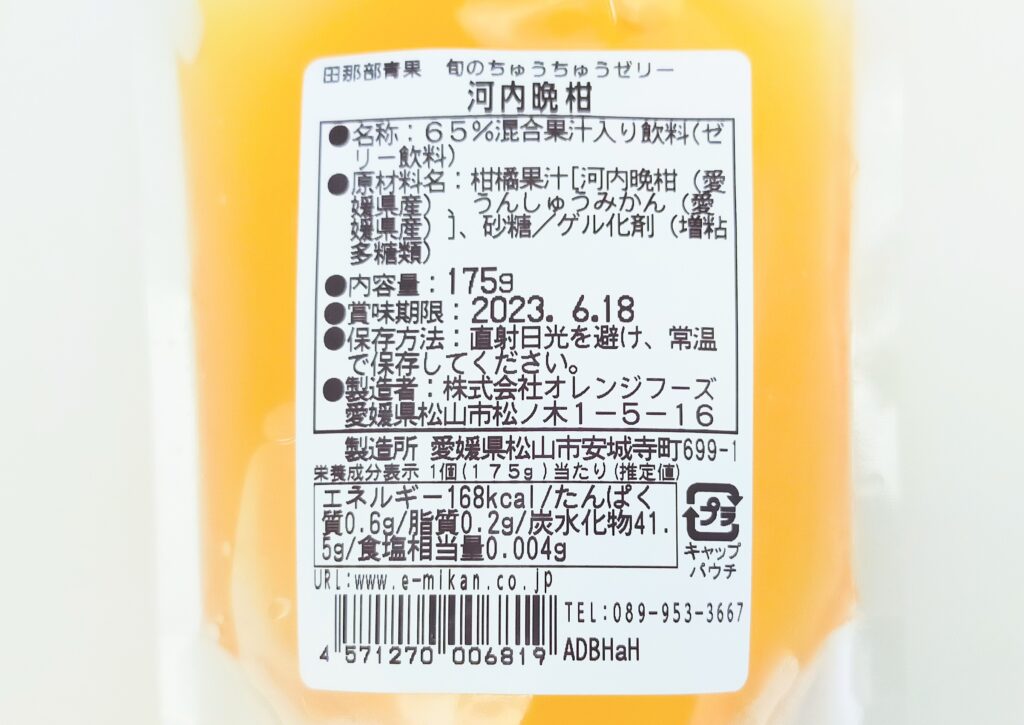 田那部青果　旬のちゅうちゅうゼリー
河内晩柑
●名称：６５％混合果汁入り飲料(ゼ
リー飲料)
●原材料名：柑橘果汁[河内晩柑（愛
媛県産）、うんしゅうみかん（愛
媛県産）]、砂糖／ゲル化剤（増粘
多糖類）
●内容量：175g
●賞味期限：2023. 6.18
●保存方法：直射日光を避け、常温
で保存してください。
●製造者：株式会社オレンジフーズ
愛媛県松山市松ノ木１－５－１６
製造所 愛媛県松山市安城寺町699-1
栄養成分表示 1個(175g)当たり(推定値)
エネルギー168kcal/たんぱく
質0.6g/脂質0.2g/炭水化物41.
5g/食塩相当量0.004g
プラ
キャップ
パウチ
URL:www.e-mikan.co.jp
TEL:089-953-3667
ADBHaH
4 571270 006819